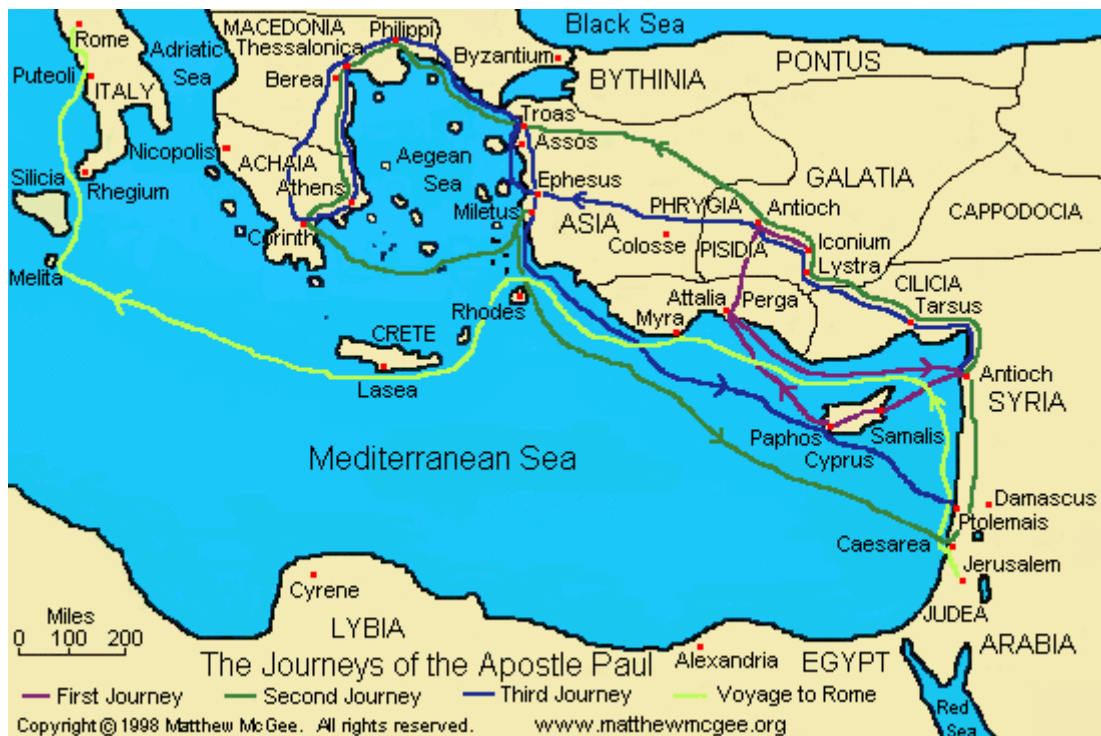 Black Sea
MACEDONIA
Philippi
Rome
Adriatic
Sea
Thessalonica
Byzantium
PONTUS
Puteoli
ITALY
Berea
BYTHINIA
Troas
Assos
Nicopolis
ACHAIA
Aegean
Sea
GALATIA
Silicia
Rhegium
Athens
Ephesus
PHRYGIA
Antioch
CAPPODOCIA
Miletus
ASIA
Corinth
Colosse
PISIDIA
Iconium
Lystra
Melita
CILICIA
Tarsus
Attalia
Perga
Rhodes
Myra
CRETE
Lasea
Antioch
SYRIA
Paphos
Samalis
Cyprus
Mediterranean Sea
Damascus
Ptolemais
Caesarea
Jerusalem
Cyrene
JUDEA
Miles
0 100 200
LYBIA
ARABIA
The Journeys of the Apostle Paul
Alexandria
EGYPT
First Journey
Second Journey
Third Journey
Voyage to Rome
Red
Sea
Copyright © 1998 Matthew McGee. All rights reserved.
www.matthewmcgee.org